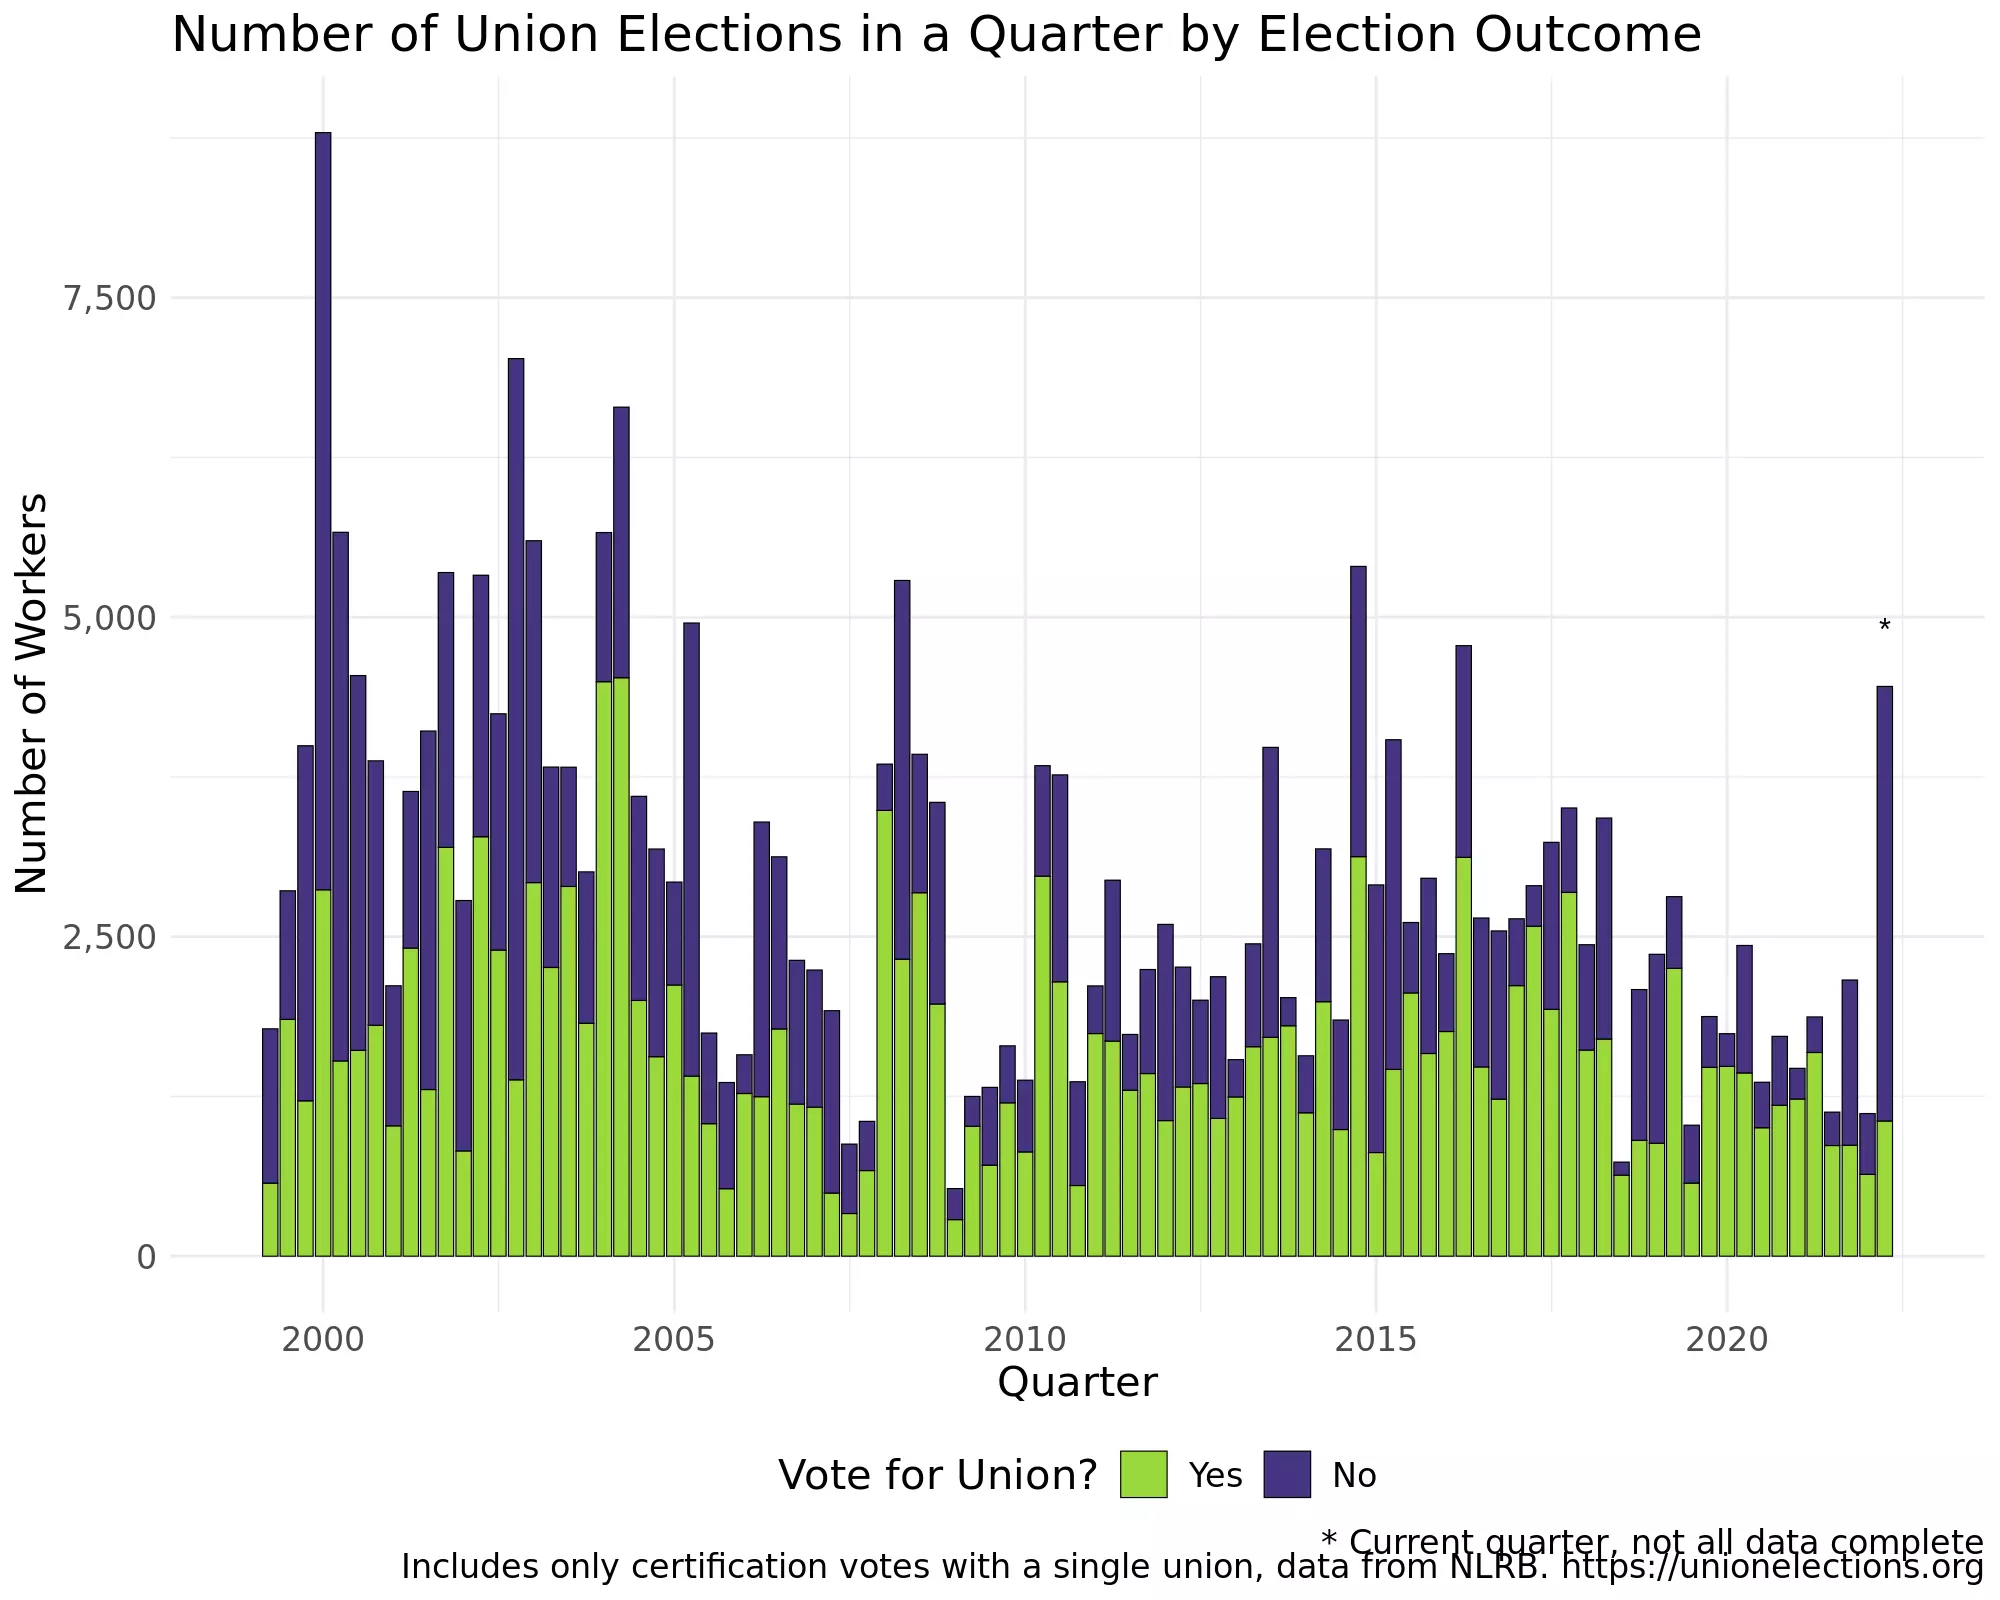 Number of Union Elections in a Quarter by Election Outcome
Number of Workers
7,500
5,000
2,500
0
*
2000 2005 2010 2015 2020
Quarter
Vote for Union? Yes No
* Current quarter, not all data complete
Includes only certification votes with a single union, data from NLRB. https://unionelections.org